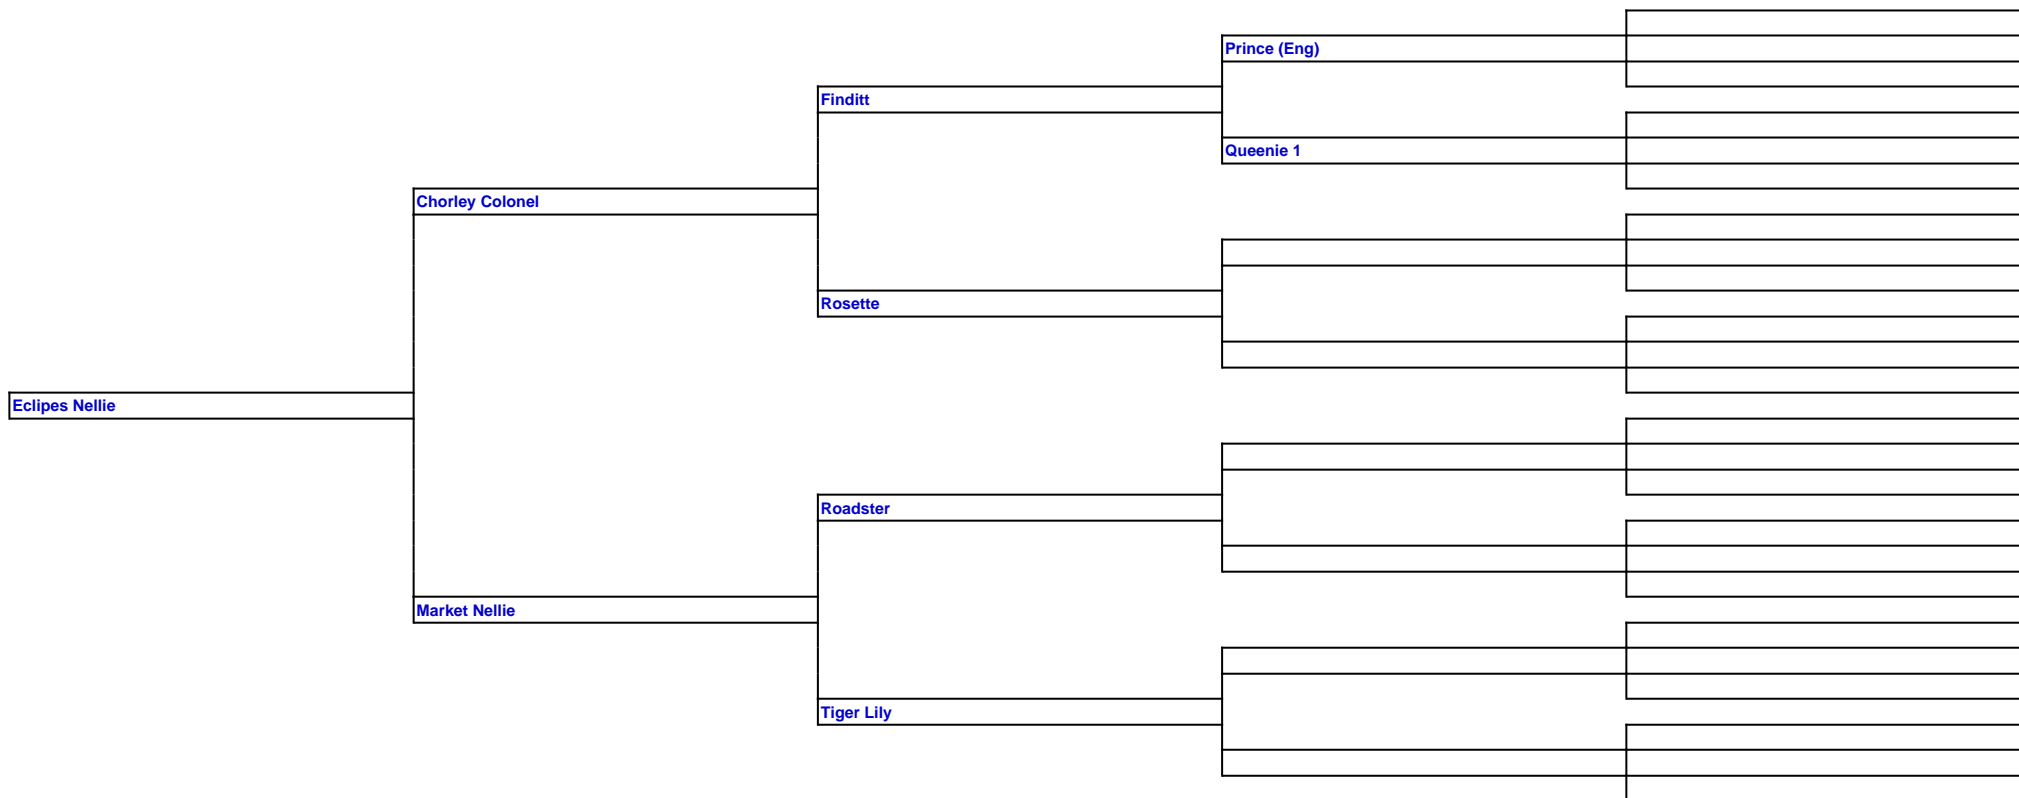 Prince (Eng)
Finditt
Queenie 1
Chorley Colonel
Rosette
Eclipes Nellie
Roadster
Market Nellie
Tiger Lily